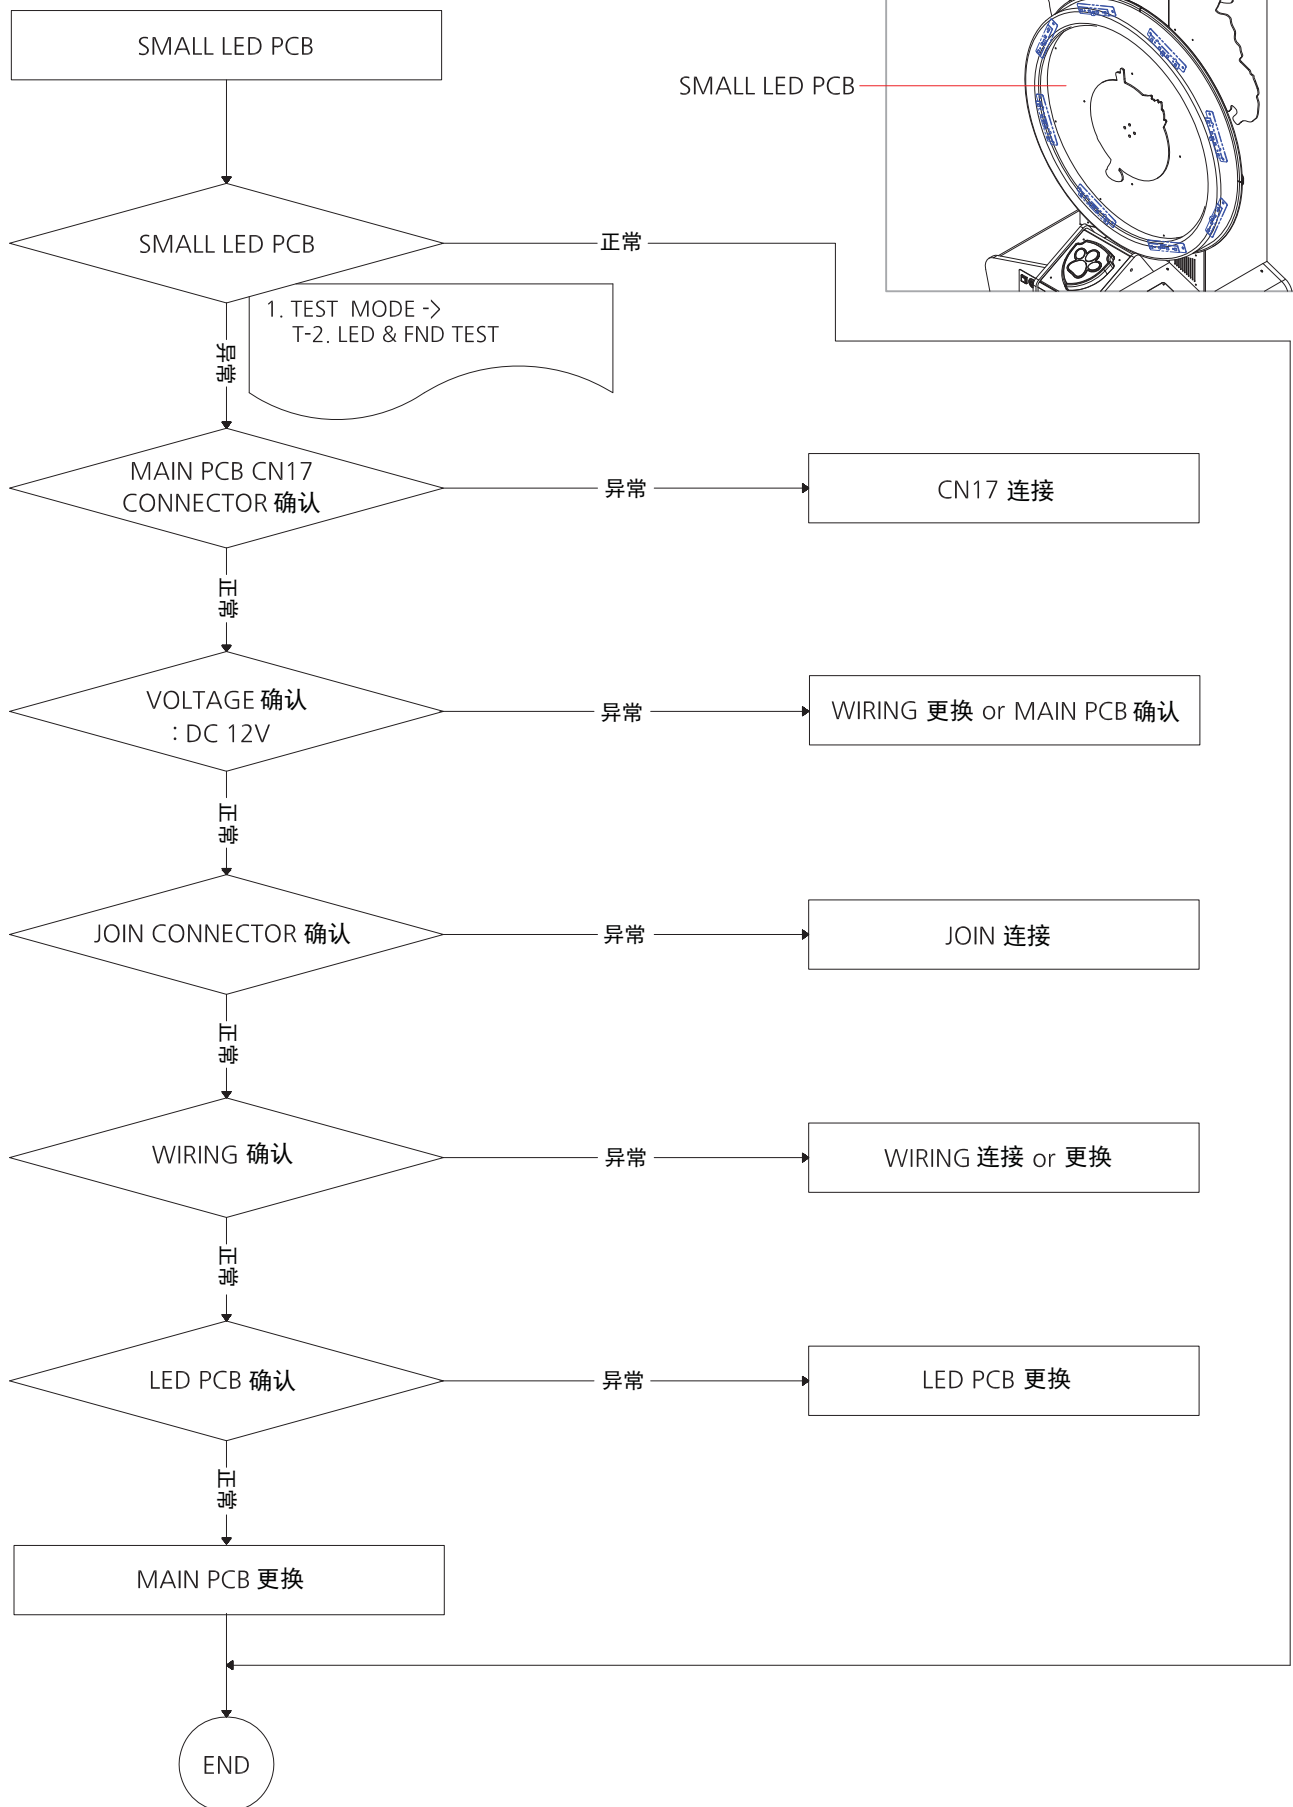 SMALL LED PCB
SMALL LED PCB
SMALL LED PCB
正常
1. TEST MODE ->
T-2. LED & FND TEST
异常
MAIN PCB CN17
CONNECTOR 确认
异常
CN17 连接
正常
VOLTAGE 确认
: DC 12V
异常
WIRING 更换 or MAIN PCB 确认
正常
JOIN CONNECTOR 确认
异常
JOIN 连接
正常
WIRING 确认
异常
WIRING 连接 or 更换
正常
LED PCB 确认
异常
LED PCB 更换
正常
MAIN PCB 更换
END